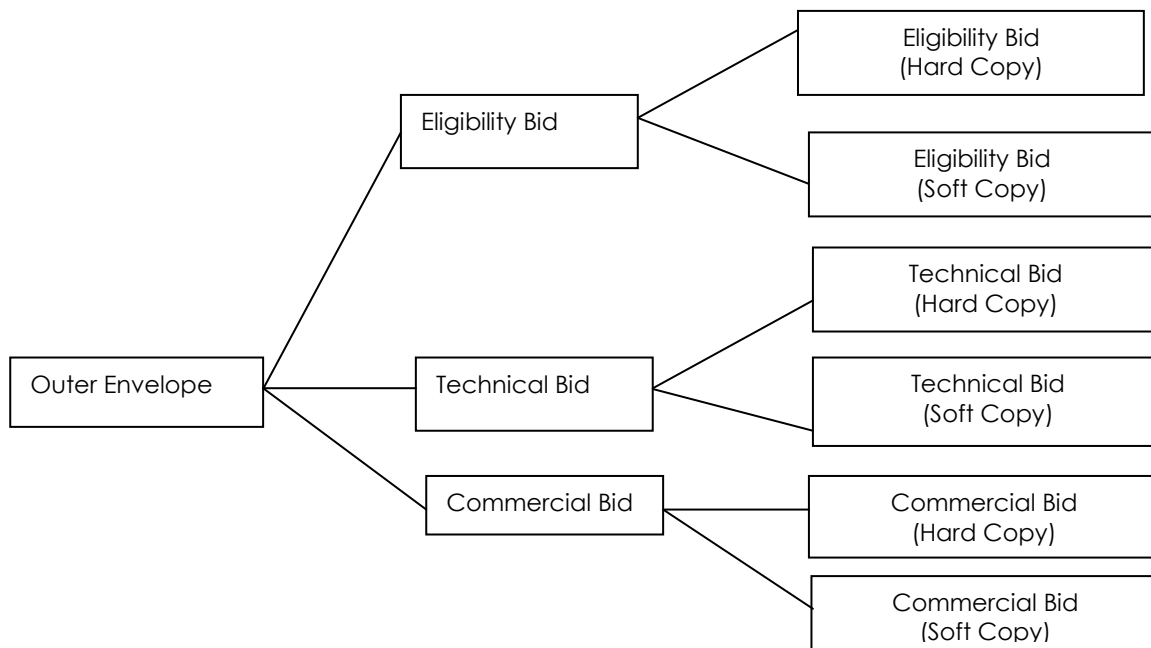 Outer Envelope
Eligibility Bid
Eligibility Bid
(Hard Copy)
Eligibility Bid
(Soft Copy)
Technical Bid
Technical Bid
(Hard Copy)
Technical Bid
(Soft Copy)
Commercial Bid
Commercial Bid
(Hard Copy)
Commercial Bid
(Soft Copy)